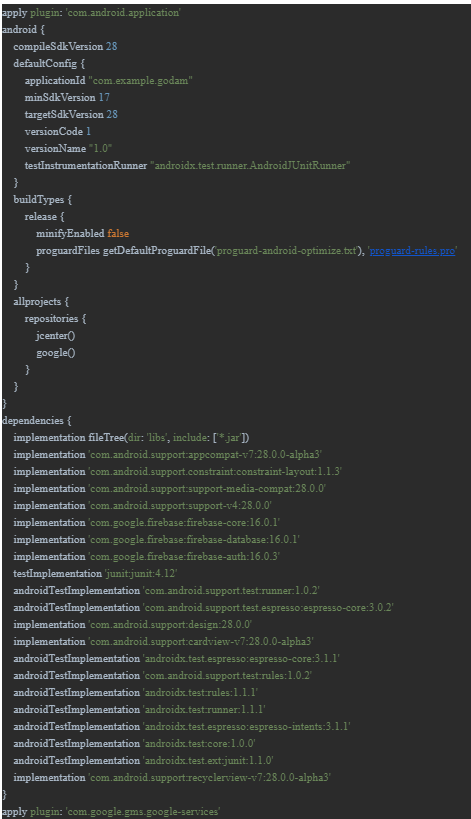 apply plugin: 'com.android.application'
android {
compileSdkVersion 28
defaultConfig {
applicationId "com.example.godam"
minSdkVersion 17
targetSdkVersion 28
versionCode 1
versionName "1.0"
testInstrumentationRunner "androidx.test.runner.AndroidJUnitRunner"
}
buildTypes {
release {
minifyEnabled false
proguardFiles getDefaultProguardFile('proguard-android-optimize.txt'), 'proguard-rules.pro'
}
}
allprojects {
repositories {
jcenter()
google()
}
}
}
dependencies {
implementation fileTree(dir: 'libs', include: ['*.jar'])
implementation 'com.android.support:appcompat-v7:28.0.0-alpha3'
implementation 'com.android.support.constraint:constraint-layout:1.1.3'
implementation 'com.android.support:support-media-compat:28.0.0'
implementation 'com.android.support:support-v4:28.0.0'
implementation 'com.google.firebase:firebase-core:16.0.1'
implementation 'com.google.firebase:firebase-database:16.0.1'
implementation 'com.google.firebase:firebase-auth:16.0.3'
testImplementation 'junit:junit:4.12'
androidTestImplementation 'com.android.support.test:runner:1.0.2'
androidTestImplementation 'com.android.support.test.espresso:espresso-core:3.0.2'
implementation 'com.android.support:design:28.0.0'
implementation 'com.android.support:cardview-v7:28.0.0-alpha3'
androidTestImplementation 'androidx.test.espresso:espresso-core:3.1.1'
androidTestImplementation 'com.android.support.test:rules:1.0.2'
androidTestImplementation 'androidx.test:rules:1.1.1'
androidTestImplementation 'androidx.test:runner:1.1.1'
androidTestImplementation 'androidx.test.espresso:espresso-intents:3.1.1'
androidTestImplementation 'androidx.test:core:1.0.0'
androidTestImplementation 'androidx.test.ext:junit:1.1.0'
implementation 'com.android.support:recyclerview-v7:28.0.0-alpha3'
}
apply plugin: 'com.google.gms.google-services'